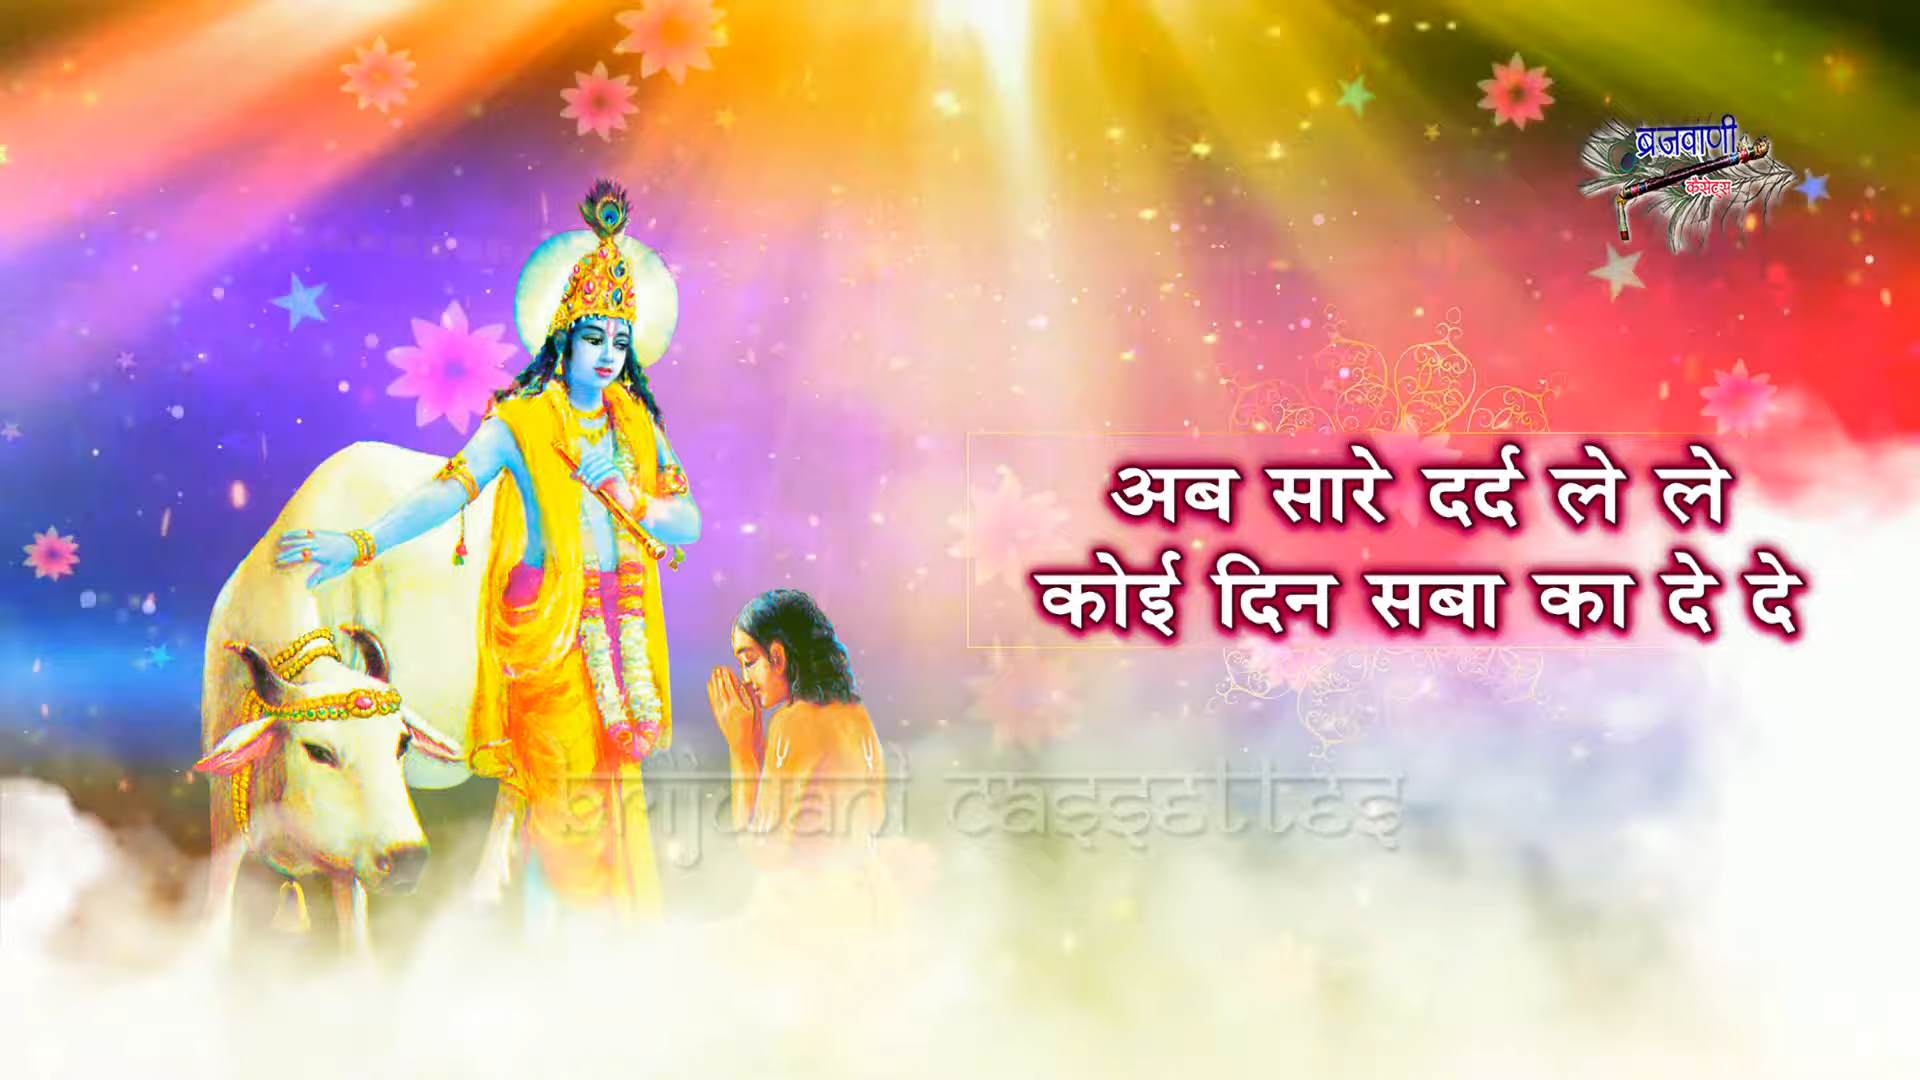 ब्रजवाणी
कैसेट्स
अब सारे दर्द ले ले
कोई दिन सबा का दे दे
brijwani cassettes